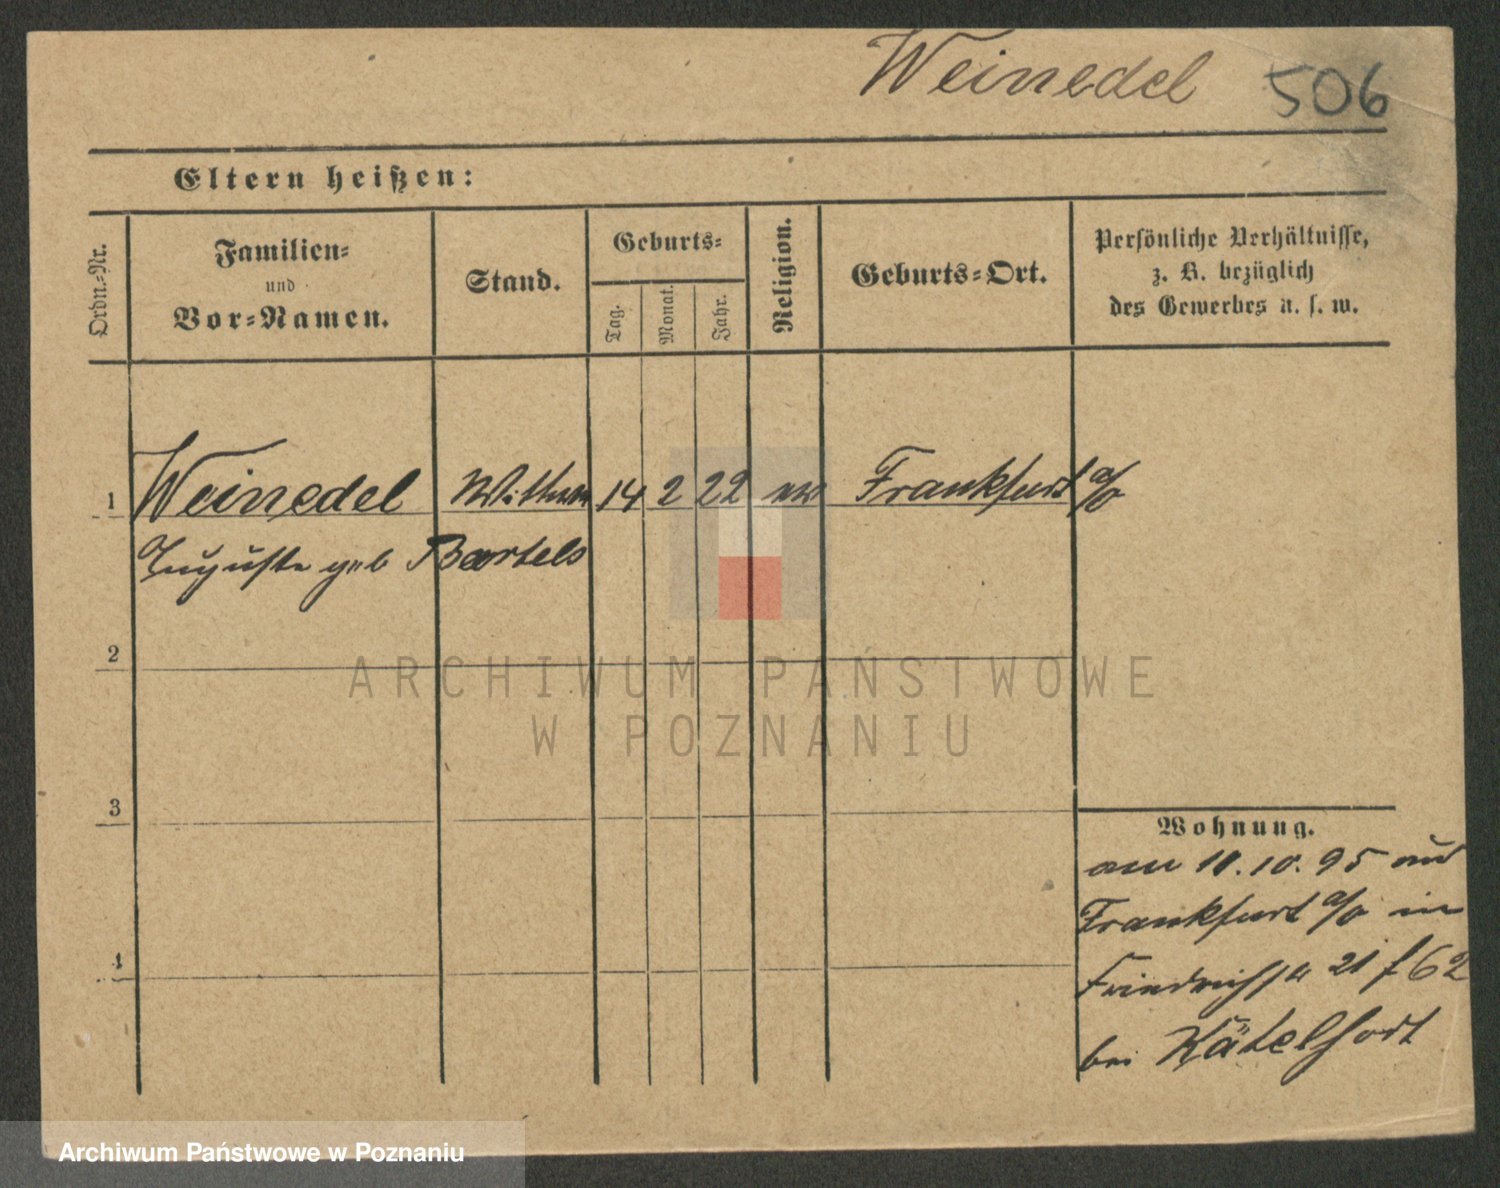 Weinedel 506
Eltern heißen:
Ordn.-Nr.
Familien-
und
Vor-Namen.
Stand.
Geburts-
Tag.
Monat.
Jahr.
Religion.
Geburts-Ort.
Persönliche Verhältnisse,
z. B. bezüglich
des Gewerbes u. s. w.
1 Weinedel Wittwe 14 2 22 ev Frankfurt a/o
Auguste geb Bartels
2
3
4
Wohnung.
am 11.10.95 aus
Frankfurt a/o in
Friedrichstr 21 f 62
bei
ARCHIWUM PAŃSTWOWE
W POZNANIU
Archiwum Państwowe w Poznaniu